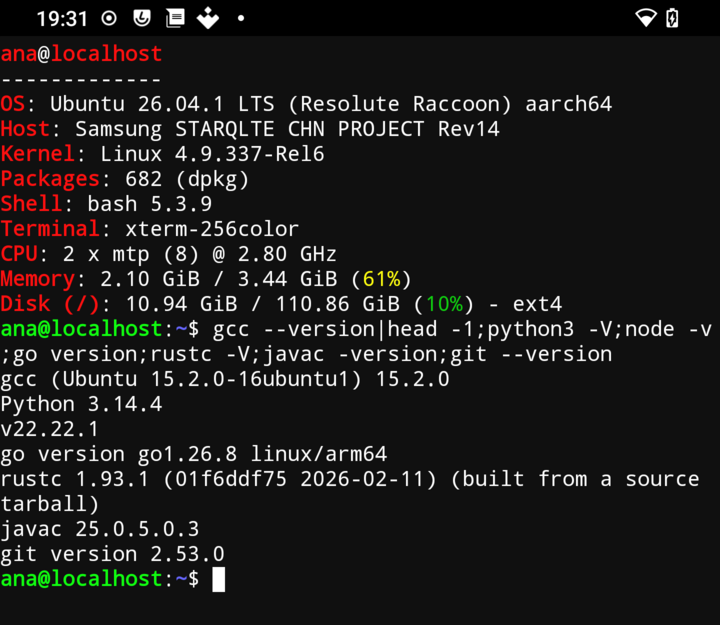 19:31
ana@localhost
-------------
OS: Ubuntu 26.04.1 LTS (Resolute Raccoon) aarch64
Host: Samsung STARQLTE CHN PROJECT Rev14
Kernel: Linux 4.9.337-Rel6
Packages: 682 (dpkg)
Shell: bash 5.3.9
Terminal: xterm-256color
CPU: 2 x mtp (8) @ 2.80 GHz
Memory: 2.10 GiB / 3.44 GiB (61%)
Disk (/): 10.94 GiB / 110.86 GiB (10%) - ext4
ana@localhost:~$ gcc --version|head -1;python3 -V;node -v
;go version;rustc -V;javac -version;git --version
gcc (Ubuntu 15.2.0-16ubuntu1) 15.2.0
Python 3.14.4
v22.22.1
go version go1.26.8 linux/arm64
rustc 1.93.1 (01f6ddf75 2026-02-11) (built from a source
tarball)
javac 25.0.5.0.3
git version 2.53.0
ana@localhost:~$